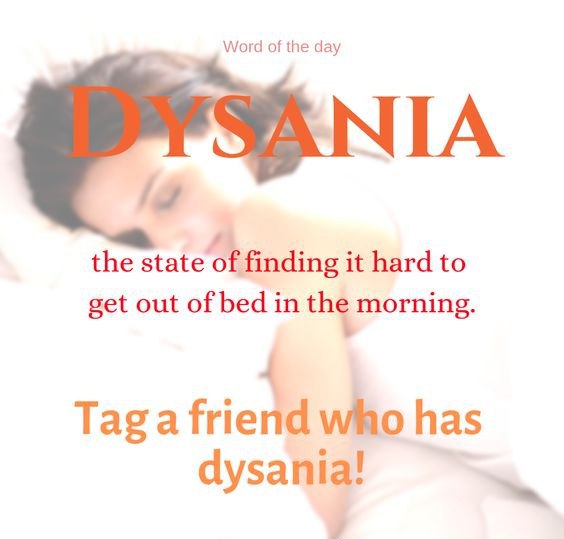 Word of the day
Dysania
the state of finding it hard to
get out of bed in the morning.
Tag a friend who has
dysania!